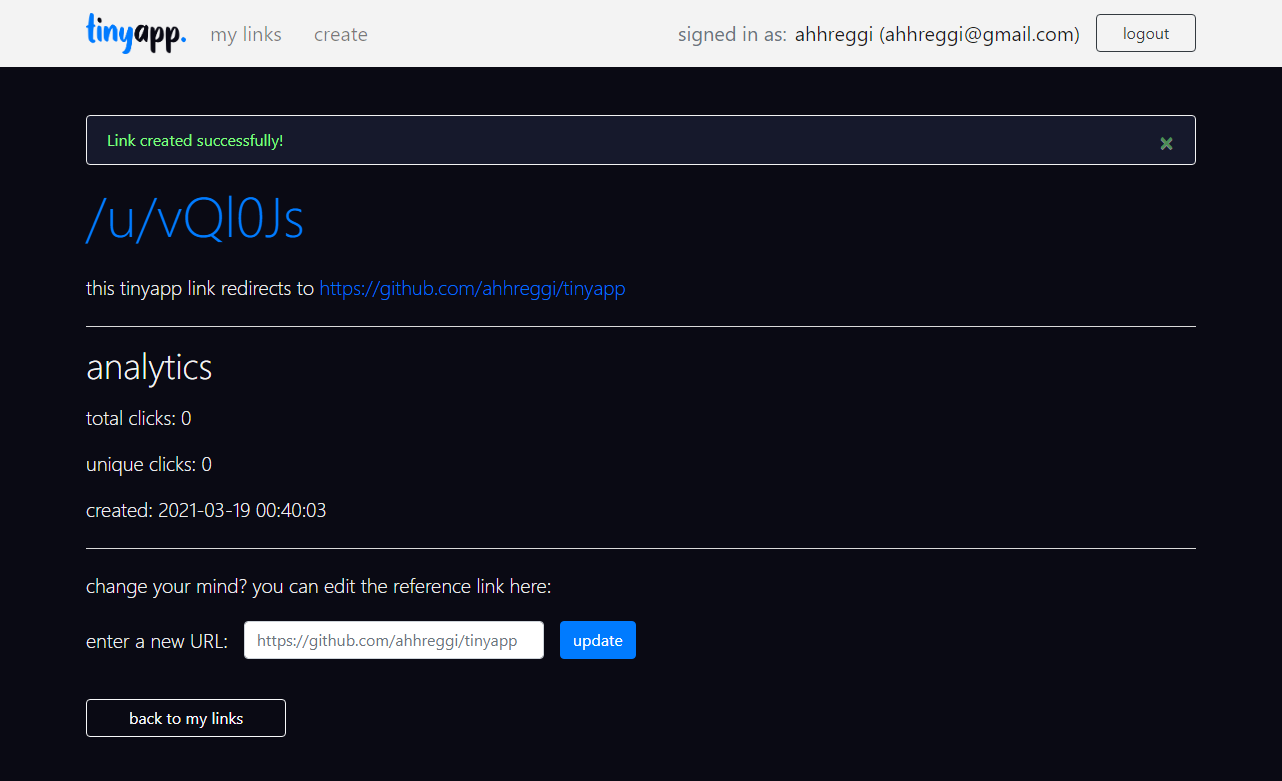 tinyapp. my links create signed in as: ahhreggi (ahhreggi@gmail.com) logout
Link created successfully! ×
/u/vQl0Js
this tinyapp link redirects to https://github.com/ahhreggi/tinyapp
analytics
total clicks: 0
unique clicks: 0
created: 2021-03-19 00:40:03
change your mind? you can edit the reference link here:
enter a new URL: https://github.com/ahhreggi/tinyapp update
back to my links